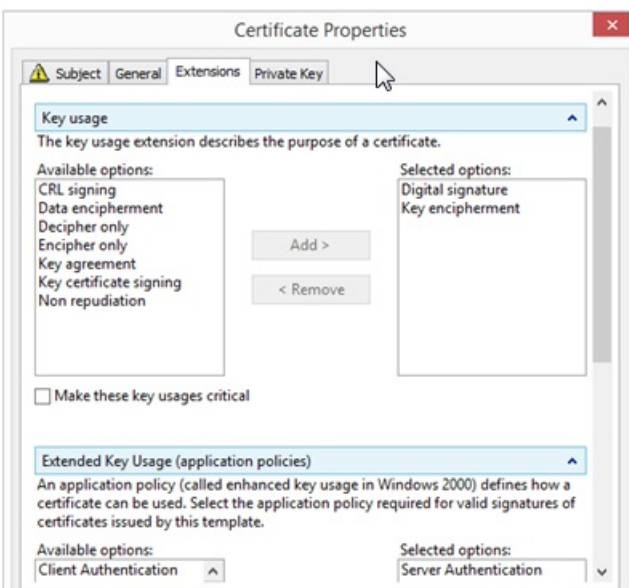 Certificate Properties
Subject General Extensions Private Key
Key usage
The key usage extension describes the purpose of a certificate.
Available options:
CRL signing
Data encipherment
Decipher only
Encipher only
Key agreement
Key certificate signing
Non repudiation
Add >
< Remove
Selected options:
Digital signature
Key encipherment
Make these key usages critical
Extended Key Usage (application policies)
An application policy (called enhanced key usage in Windows 2000) defines how a
certificate can be used. Select the application policy required for valid signatures of
certificates issued by this template.
Available options:
Client Authentication
Selected options:
Server Authentication